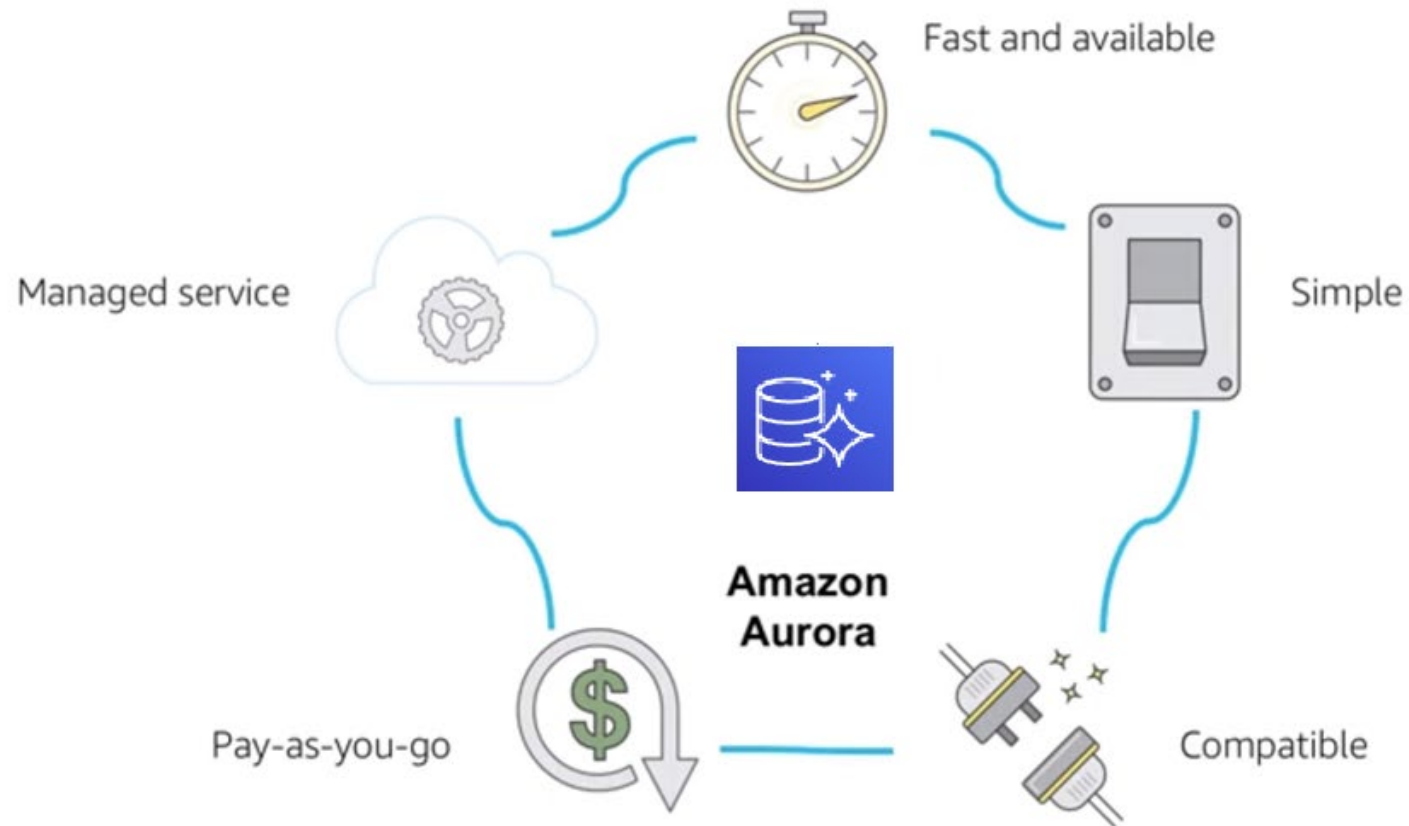 Fast and available
Managed service
Simple
Amazon
Aurora
Pay-as-you-go
Compatible